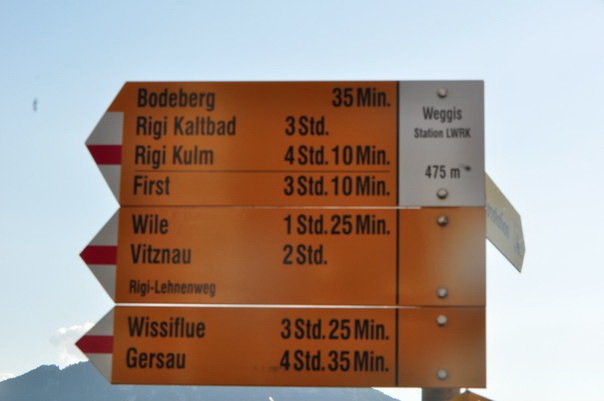 Bodeberg 35 Min.
Rigi Kaltbad 3 Std.
Rigi Kulm 4 Std. 10 Min.
First 3 Std. 10 Min.
Weggis
Station LWRK
475 m
Wile 1 Std. 25 Min.
Vitznau 2 Std.
Rigi-Lehnenweg
Wissiflue 3 Std. 25 Min.
Gersau 4 Std. 35 Min.